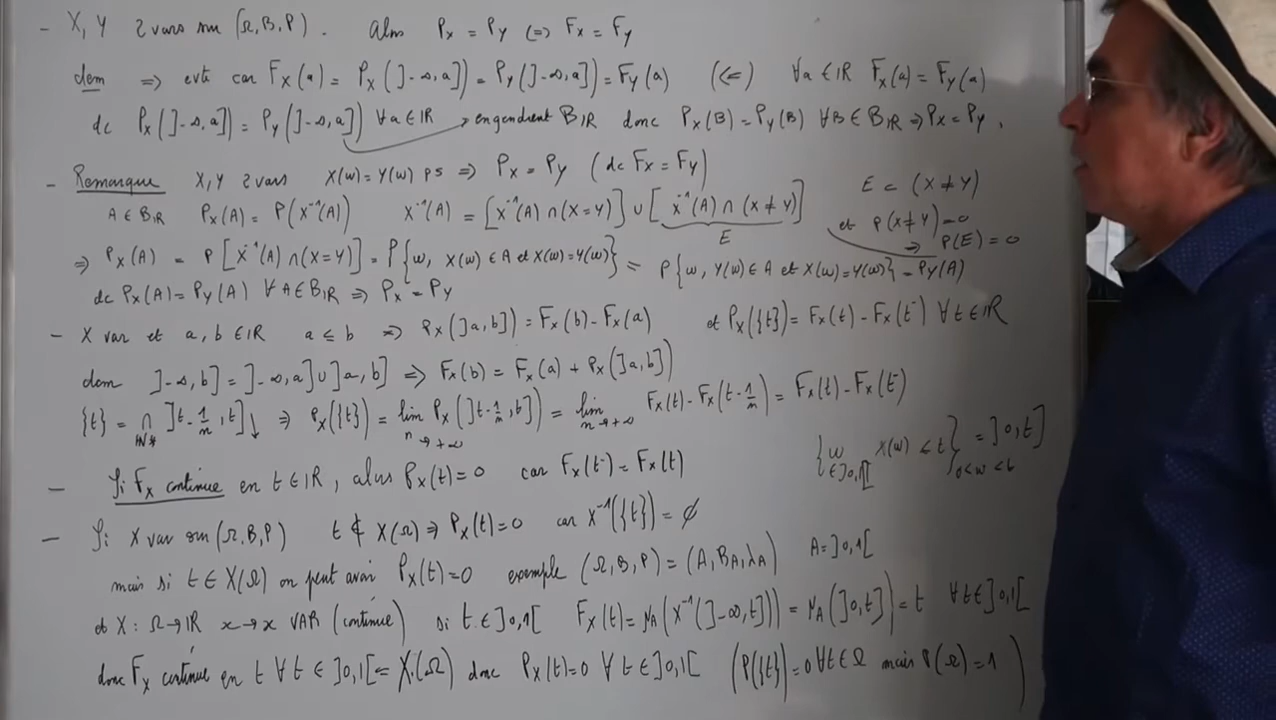 - X, Y 2 vars sur (Ω, B, P). Alors P_X = P_Y (=) F_X = F_Y
dem ⇒ evt car F_X(a) = P_X(]-∞,a]) = P_Y(]-∞,a]) = F_Y(a) (⇐) ∀a∈ℝ F_X(a) = F_Y(a)
dc P_X(]-∞,a]) = P_Y(]-∞,a]) ∀a∈ℝ → engendrent B_ℝ donc P_X(B) = P_Y(B) ∀B∈B_ℝ ⇒ P_X = P_Y.
- Remarque X, Y 2 vars X(ω) = Y(ω) ps ⇒ P_X = P_Y (dc F_X = F_Y)
A∈B_ℝ P_X(A) = P(X⁻¹(A)) X⁻¹(A) = [X⁻¹(A) ∩ (X=Y)] ∪ [X⁻¹(A) ∩ (X≠Y)]
E
E ⊂ (X≠Y)
et P(X≠Y) = 0
⇒ P(E) = 0
⇒ P_X(A) = P[X⁻¹(A) ∩ (X=Y)] = P{ω, X(ω)∈A et X(ω)=Y(ω)} = P{ω, Y(ω)∈A et X(ω)=Y(ω)} = P_Y(A)
dc P_X(A) = P_Y(A) ∀A∈B_ℝ ⇒ P_X = P_Y
- X var et a, b ∈ℝ a ≤ b ⇒ P_X(]a,b]) = F_X(b) - F_X(a) et P_X({t}) = F_X(t) - F_X(t⁻) ∀t∈ℝ
dem ]-∞,b] = ]-∞,a] ∪ ]a,b] ⇒ F_X(b) = F_X(a) + P_X(]a,b])
{t} = ∩_{ℕ*} ]t-1/n, t]↓ ⇒ P_X({t}) = lim_{n→+∞} P_X(]t-1/n, t]) = lim_{n→+∞} F_X(t) - F_X(t-1/n) = F_X(t) - F_X(t⁻)
- Si F_X continue en t∈ℝ, alors P_X(t) = 0 car F_X(t⁻) = F_X(t)
{ω∈]0,1[ X(ω) ≤ t} = ]0,t]
0<ω<t
- Si X var sur (Ω, B, P) t ∉ X(Ω) ⇒ P_X(t) = 0 car X⁻¹({t}) = ∅
mais si t∈X(Ω) on peut avoir P_X(t) = 0 exemple (Ω, B, P) = (A, B_A, λ_A) A = ]0,1[
et X: Ω→ℝ x→x VAR (continue) si t∈]0,1[ F_X(t) = μ_A(X⁻¹(]-∞,t])) = μ_A(]0,t]) = t ∀t∈]0,1[
donc F_X continue en t ∀t∈]0,1[ = X(Ω) donc P_X(t) = 0 ∀t∈]0,1[ (P({t}) = 0 ∀t∈Ω mais P(Ω) = 1)